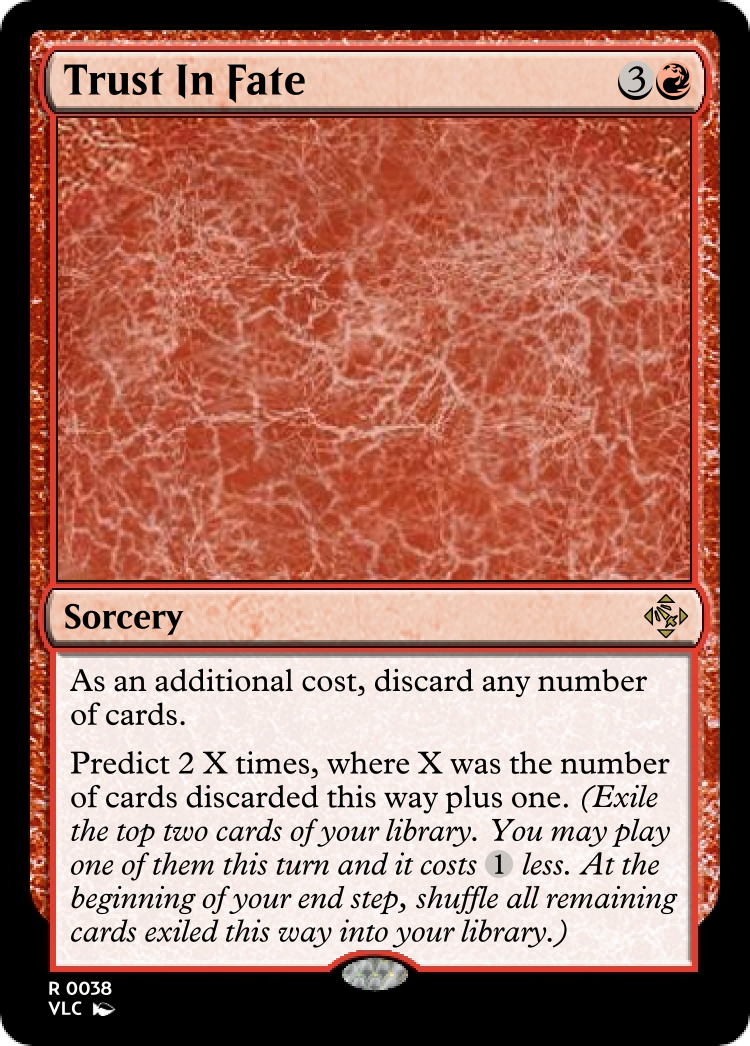 Trust In Fate 3
Sorcery
As an additional cost, discard any number
of cards.
Predict 2 X times, where X was the number
of cards discarded this way plus one. (Exile
the top two cards of your library. You may play
one of them this turn and it costs 1 less. At the
beginning of your end step, shuffle all remaining
cards exiled this way into your library.)
R 0038
VLC